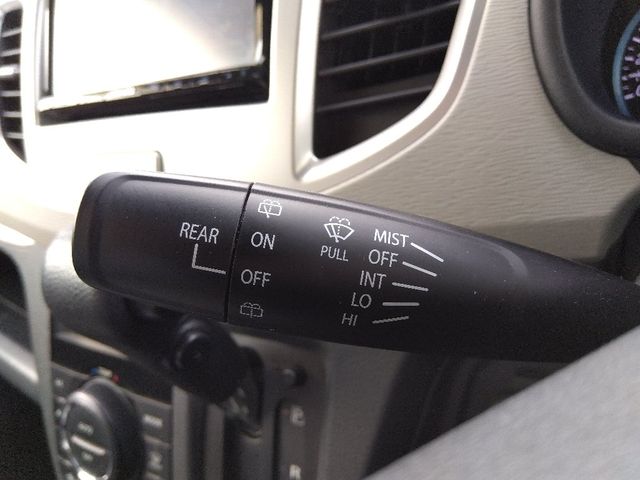 REAR
ON
OFF
PULL
MIST
OFF
INT
LO
HI
R